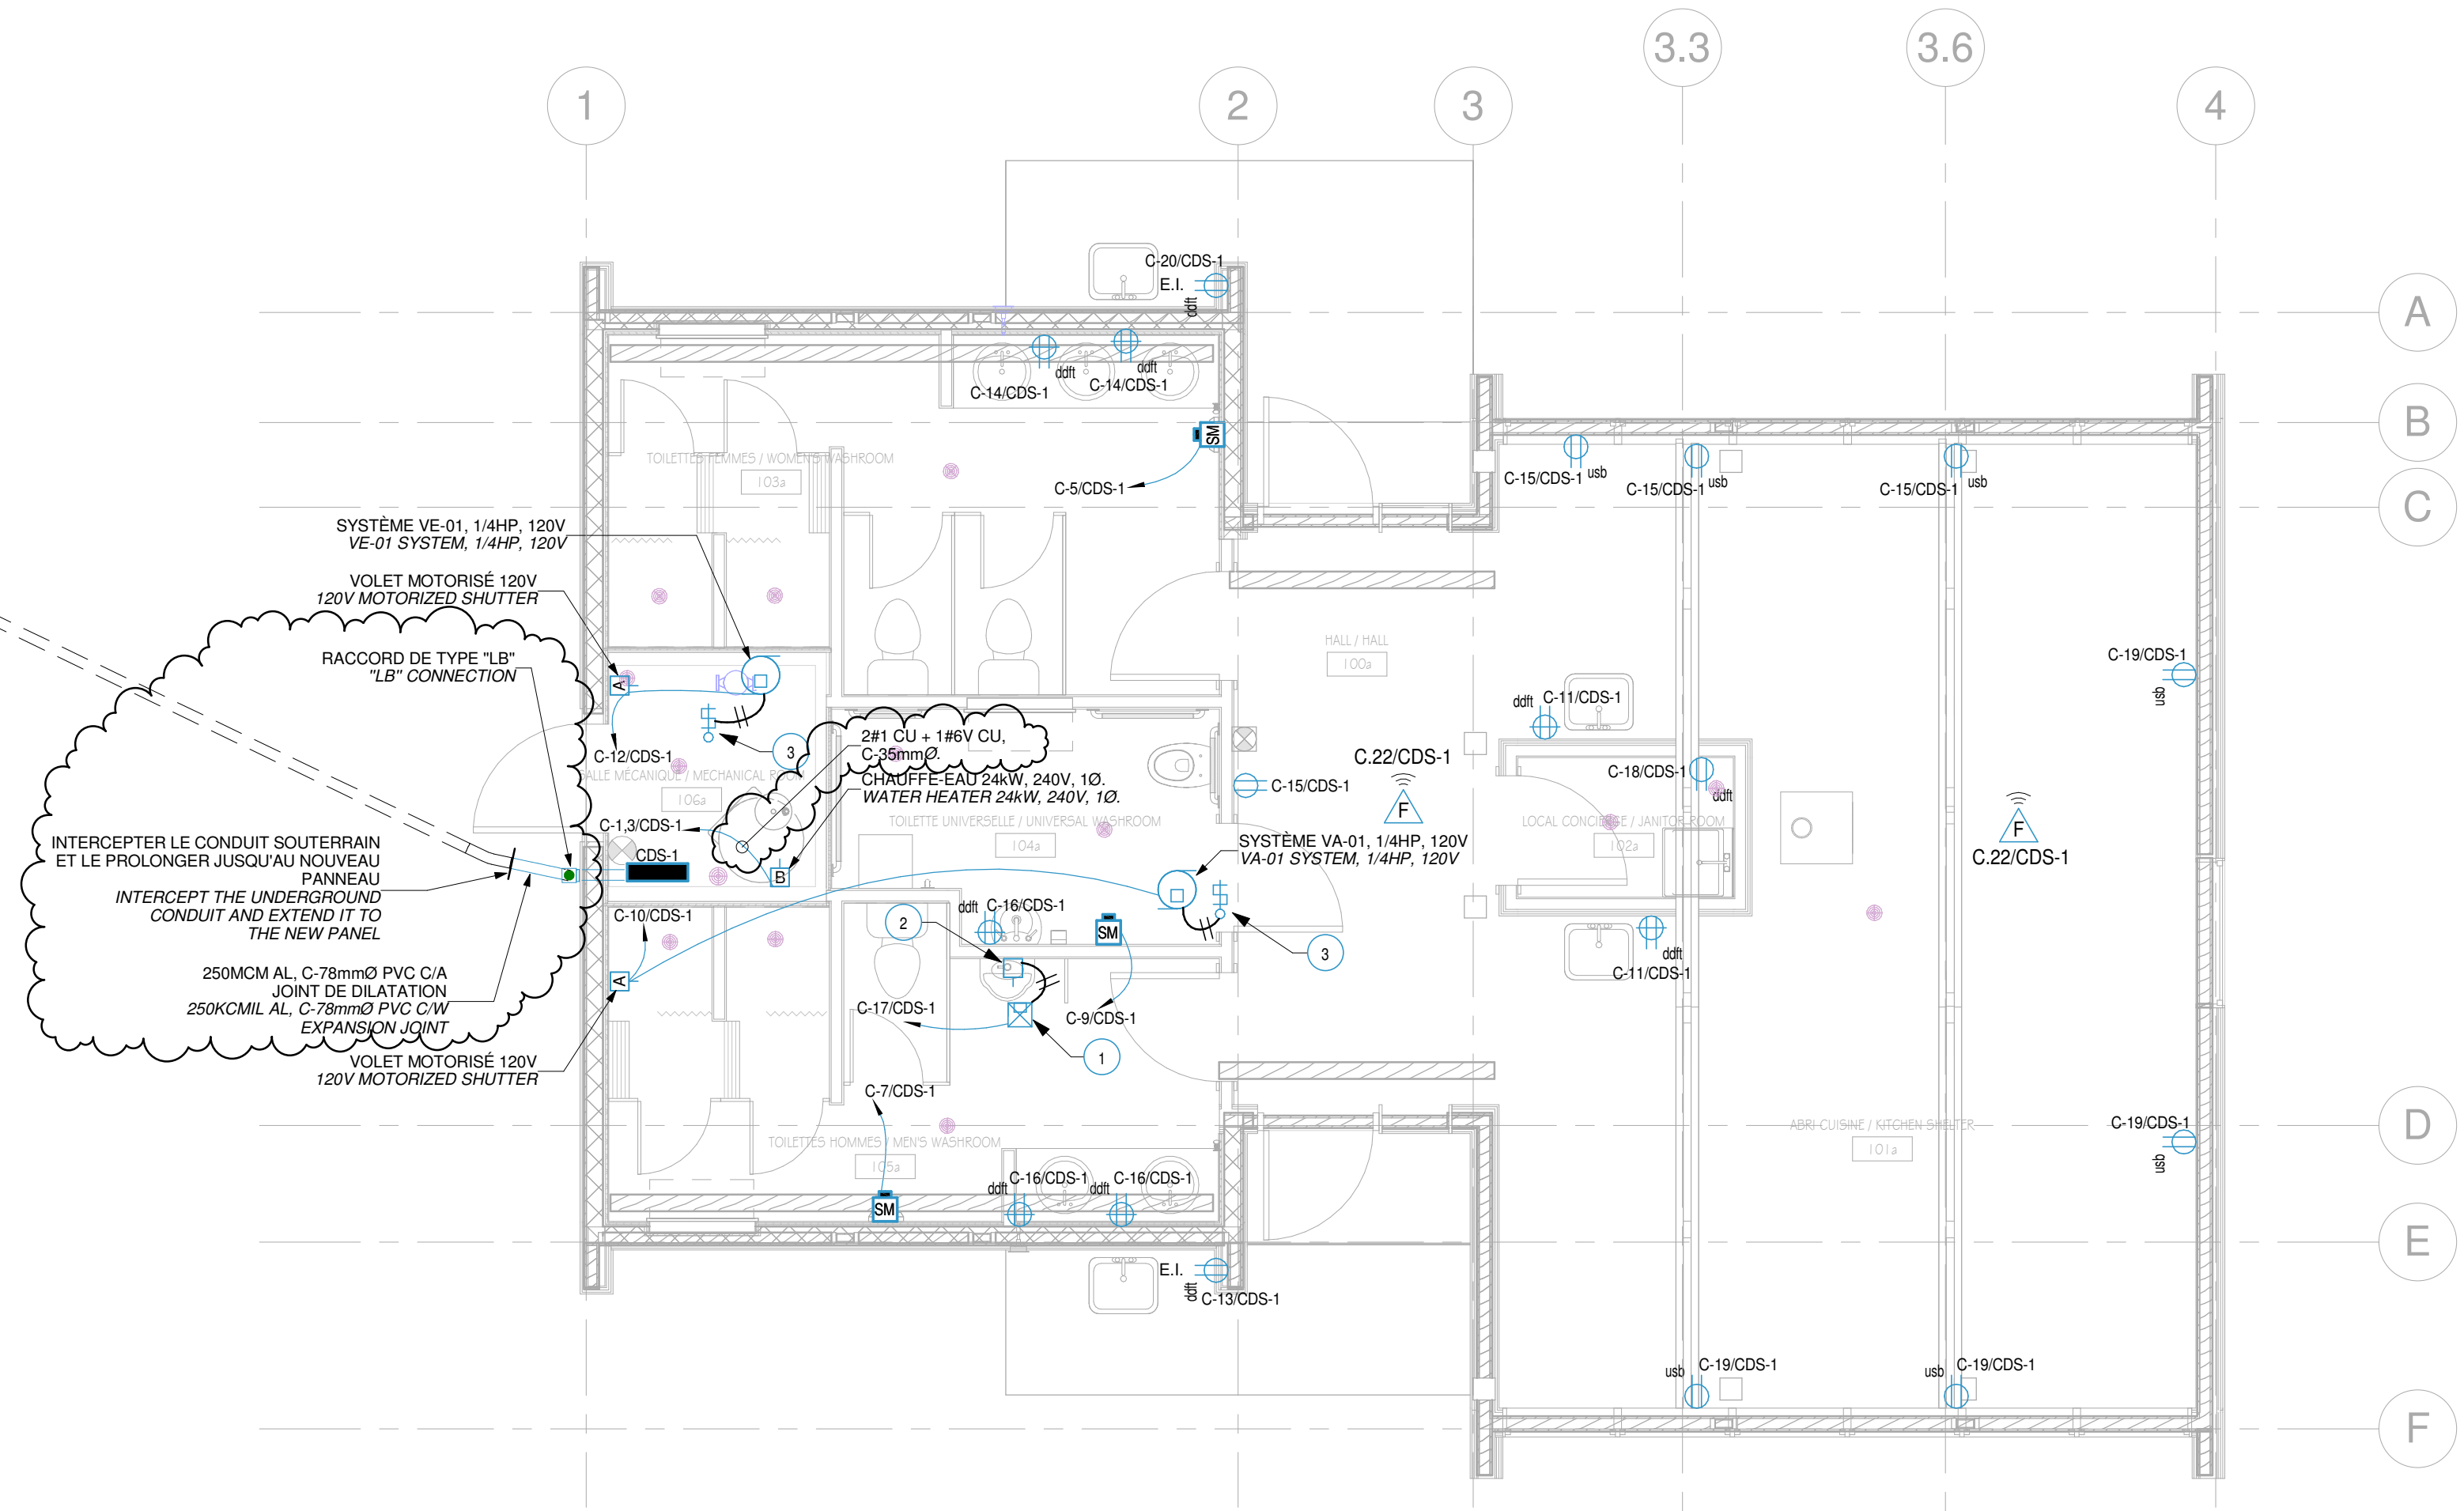 3.3
3.6
1
2
3
4
A
B
C
D
E
F
C-20/CDS-1
E.I.
ddft
ddft
C-14/CDS-1
ddft
C-14/CDS-1
SM
C-5/CDS-1
TOILETTES FEMMES / WOMEN'S WASHROOM
103a
C-15/CDS-1
usb
C-15/CDS-1
usb
C-15/CDS-1
usb
SYSTÈME VE-01, 1/4HP, 120V
VE-01 SYSTEM, 1/4HP, 120V
VOLET MOTORISÉ 120V
120V MOTORIZED SHUTTER
RACCORD DE TYPE "LB"
"LB" CONNECTION
A
C-12/CDS-1
3
2#1 CU + 1#6V CU,
C-35mmØ.
CHAUFFE-EAU 24kW, 240V, 1Ø.
WATER HEATER 24kW, 240V, 1Ø.
SALLE MÉCANIQUE / MECHANICAL ROOM
106a
C-1,3/CDS-1
CDS-1
B
HALL / HALL
100a
C-19/CDS-1
usb
ddft
C-11/CDS-1
C.22/CDS-1
F
C-15/CDS-1
C-18/CDS-1
ddft
TOILETTE UNIVERSELLE / UNIVERSAL WASHROOM
104a
LOCAL CONCIERGE / JANITOR ROOM
102a
F
C.22/CDS-1
SYSTÈME VA-01, 1/4HP, 120V
VA-01 SYSTEM, 1/4HP, 120V
INTERCEPTER LE CONDUIT SOUTERRAIN
ET LE PROLONGER JUSQU'AU NOUVEAU
PANNEAU
INTERCEPT THE UNDERGROUND
CONDUIT AND EXTEND IT TO
THE NEW PANEL
250MCM AL, C-78mmØ PVC C/A
JOINT DE DILATATION
250KCMIL AL, C-78mmØ PVC C/W
EXPANSION JOINT
VOLET MOTORISÉ 120V
120V MOTORIZED SHUTTER
C-10/CDS-1
A
2
ddft
C-16/CDS-1
SM
3
ddft
C-11/CDS-1
C-17/CDS-1
C-9/CDS-1
1
C-7/CDS-1
TOILETTES HOMMES / MEN'S WASHROOM
105a
SM
ddft
C-16/CDS-1
ddft
C-16/CDS-1
ABRI CUISINE / KITCHEN SHELTER
101a
C-19/CDS-1
usb
E.I.
ddft
C-13/CDS-1
usb
C-19/CDS-1
usb
C-19/CDS-1